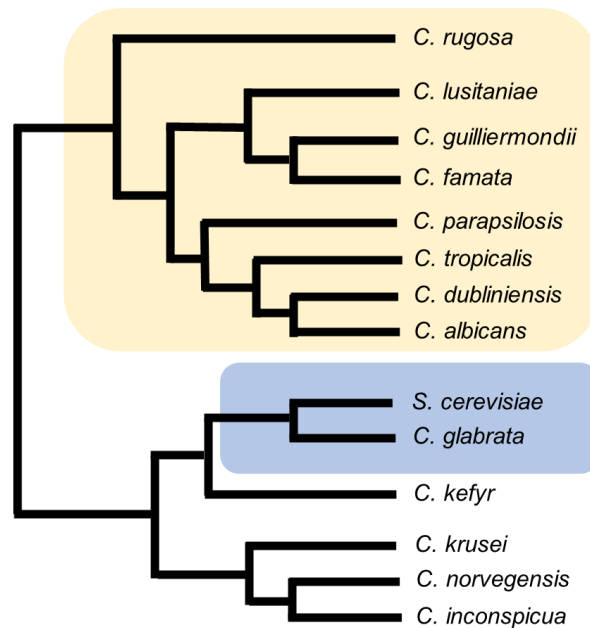 C. rugosa
C. lusitaniae
C. guilliermondii
C. famata
C. parapsilosis
C. tropicalis
C. dubliniensis
C. albicans
S. cerevisiae
C. glabrata
C. kefyr
C. krusei
C. norvegensis
C. inconspicua